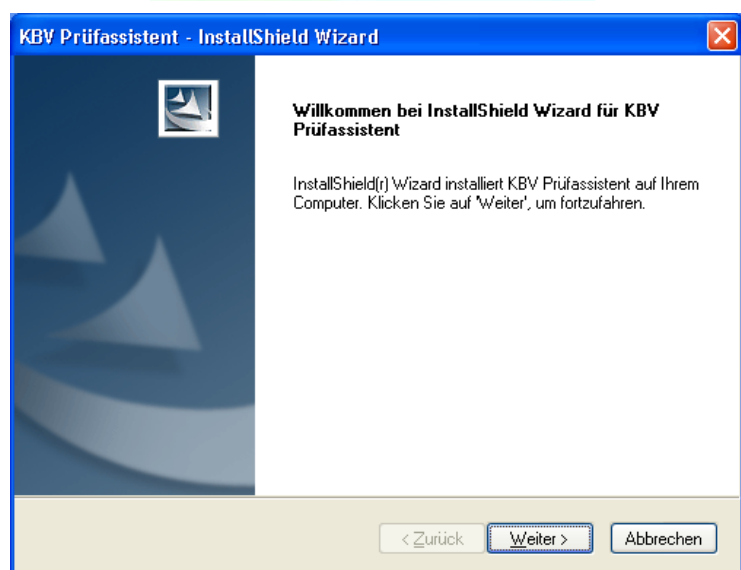 KBV Prüfassistent - InstallShield Wizard
Willkommen bei InstallShield Wizard für KBV
Prüfassistent
InstallShield(r) Wizard installiert KBV Prüfassistent auf Ihrem
Computer. Klicken Sie auf 'Weiter', um fortzufahren.
< Zurück Weiter > Abbrechen